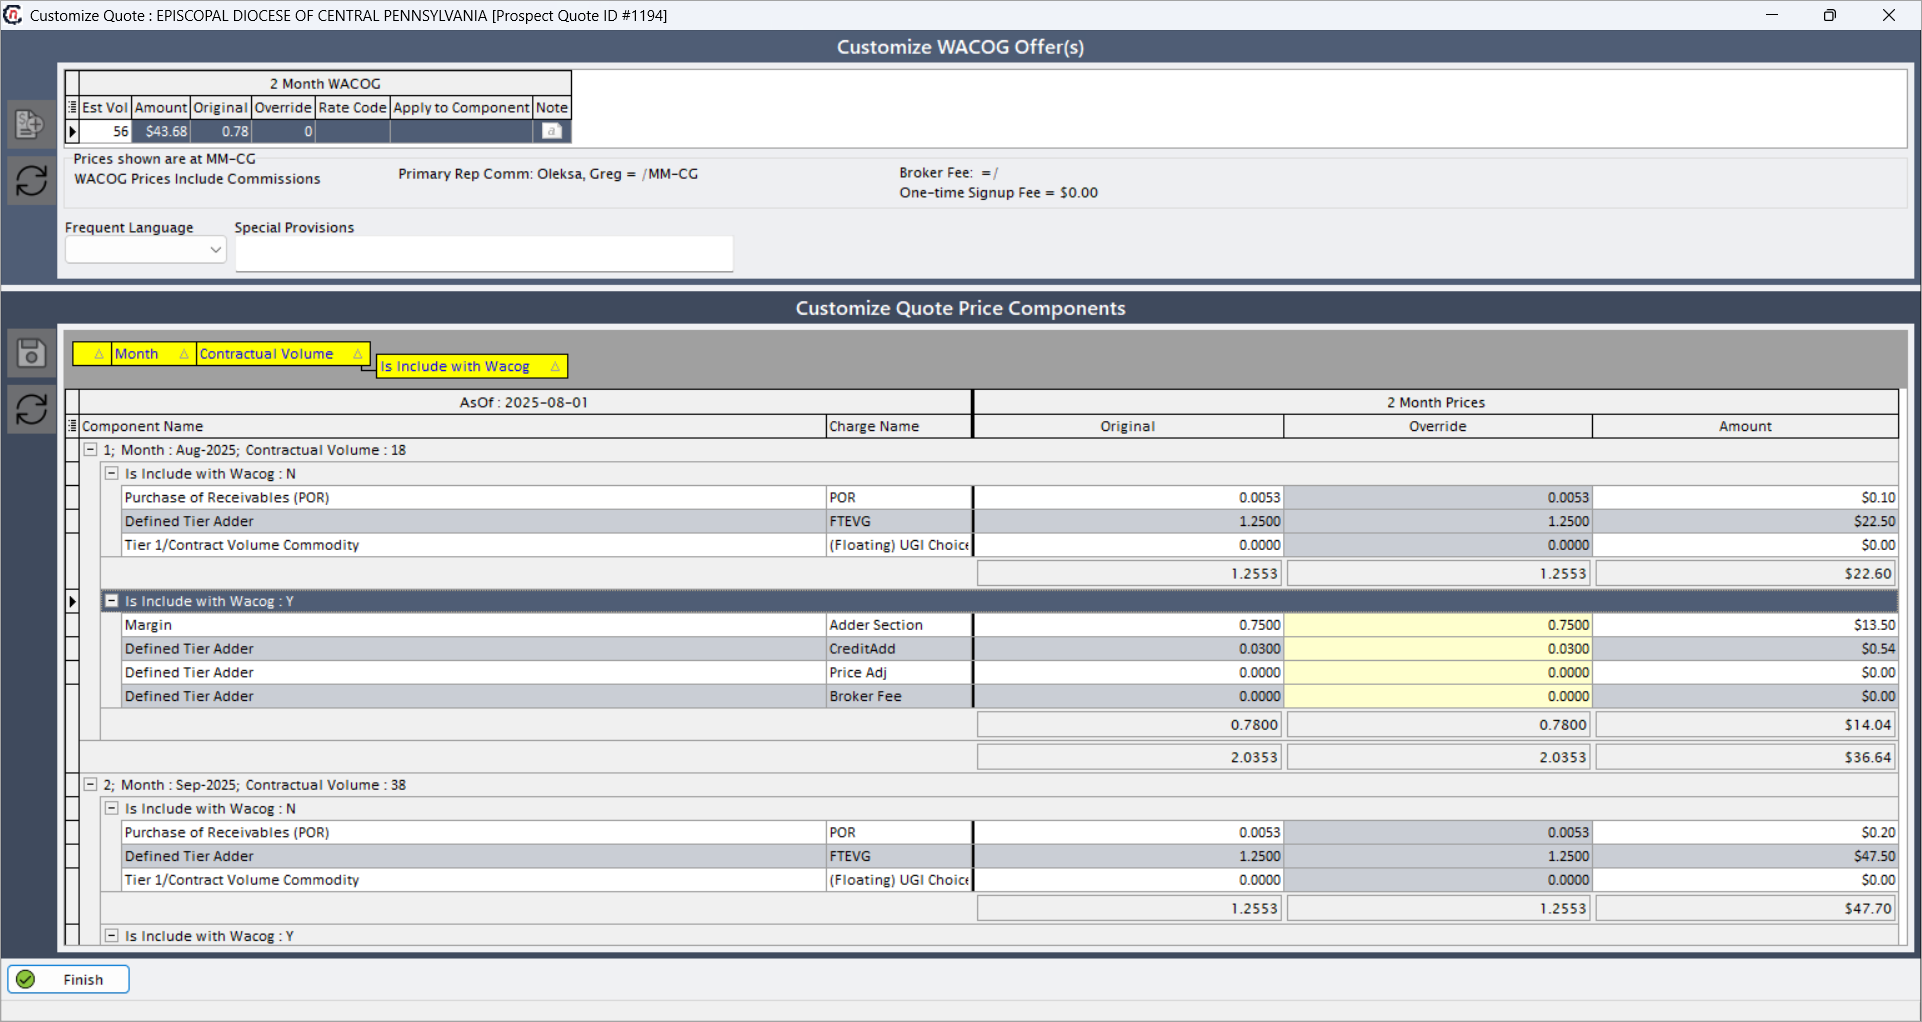 Customize Quote : EPISCOPAL DIOCESE OF CENTRAL PENNSYLVANIA [Prospect Quote ID #1194]
Customize WACOG Offer(s)
2 Month WACOG
Est Vol Amount Original Override Rate Code Apply to Component Note
56 $43.68 0.78 0 a
Prices shown are at MM-CG
WACOG Prices Include Commissions
Primary Rep Comm: Oleksa, Greg = /MM-CG
Broker Fee: =/
One-time Signup Fee = $0.00
Frequent Language Special Provisions
Customize Quote Price Components
Month Contractual Volume
Is Include with Wacog
AsOf : 2025-08-01 2 Month Prices
Component Name Charge Name Original Override Amount
1; Month : Aug-2025; Contractual Volume : 18
Is Include with Wacog : N
Purchase of Receivables (POR) POR 0.0053 0.0053 $0.10
Defined Tier Adder FTEVG 1.2500 1.2500 $22.50
Tier 1/Contract Volume Commodity (Floating) UGI Choice 0.0000 0.0000 $0.00
1.2553 1.2553 $22.60
Is Include with Wacog : Y
Margin Adder Section 0.7500 0.7500 $13.50
Defined Tier Adder CreditAdd 0.0300 0.0300 $0.54
Defined Tier Adder Price Adj 0.0000 0.0000 $0.00
Defined Tier Adder Broker Fee 0.0000 0.0000 $0.00
0.7800 0.7800 $14.04
2.0353 2.0353 $36.64
2; Month : Sep-2025; Contractual Volume : 38
Is Include with Wacog : N
Purchase of Receivables (POR) POR 0.0053 0.0053 $0.20
Defined Tier Adder FTEVG 1.2500 1.2500 $47.50
Tier 1/Contract Volume Commodity (Floating) UGI Choice 0.0000 0.0000 $0.00
1.2553 1.2553 $47.70
Is Include with Wacog : Y
Finish